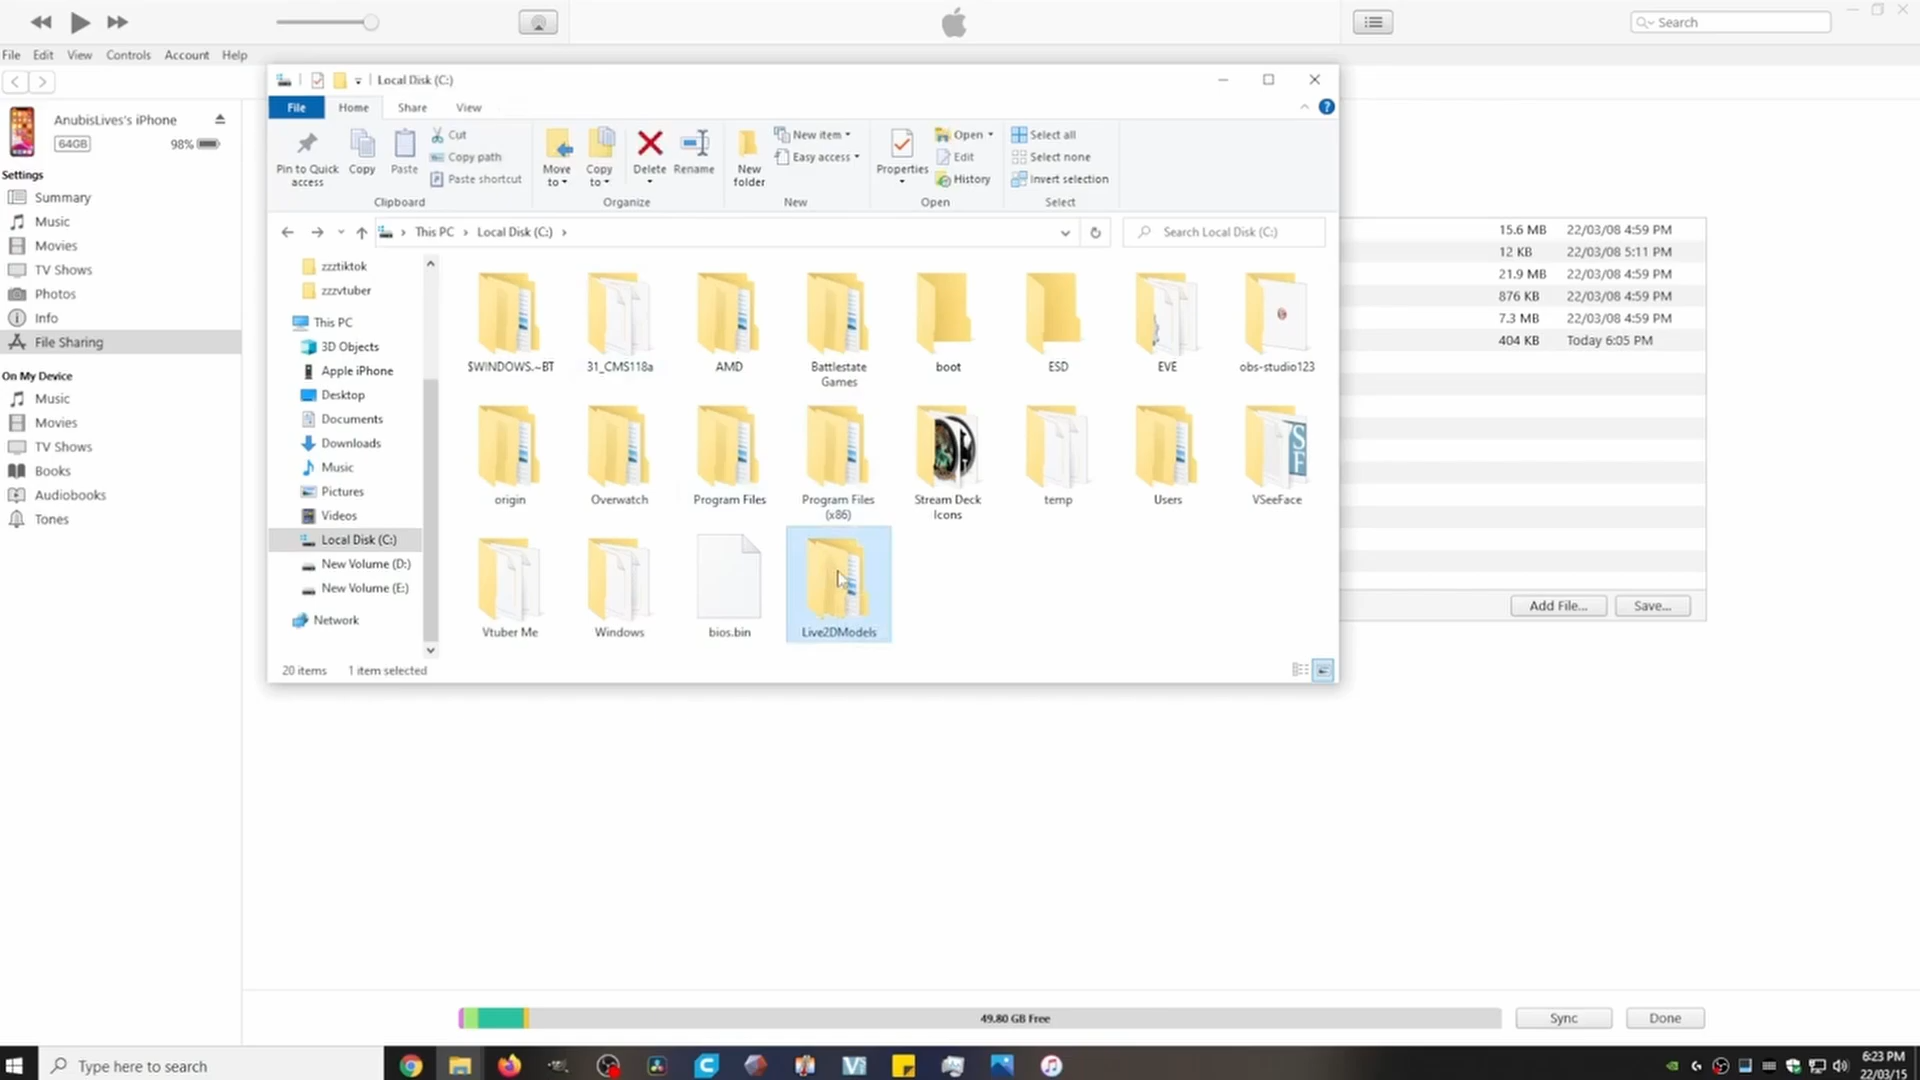 Search
File Edit View Controls Account Help
Local Disk (C:)
File Home Share View
AnubisLives's iPhone
64GB 98%
Pin to Quick access
Copy
Paste
Cut
Copy path
Paste shortcut
Clipboard
Move to
Copy to
Delete
Rename
Organize
New folder
New item
Easy access
New
Properties
Open
Edit
History
Open
Select all
Select none
Invert selection
Select
This PC > Local Disk (C:) >
Search Local Disk (C:)
Settings
Summary
Music
Movies
TV Shows
Photos
Info
File Sharing
On My Device
Music
Movies
TV Shows
Books
Audiobooks
Tones
zzztiktok
zzzvtuber
This PC
3D Objects
Apple iPhone
Desktop
Documents
Downloads
Music
Pictures
Videos
Local Disk (C:)
New Volume (D:)
New Volume (E:)
Network
$WINDOWS.~BT
31_CMS118a
AMD
Battlestate Games
boot
ESD
EVE
obs-studio123
origin
Overwatch
Program Files
Program Files (x86)
Stream Deck Icons
temp
Users
VSeeFace
Vtuber Me
Windows
bios.bin
Live2DModels
20 items 1 item selected
15.6 MB 22/03/08 4:59 PM
12 KB 22/03/08 5:11 PM
21.9 MB 22/03/08 4:59 PM
876 KB 22/03/08 4:59 PM
7.3 MB 22/03/08 4:59 PM
404 KB Today 6:05 PM
Add File... Save...
49.80 GB Free
Sync Done
Type here to search
6:23 PM
22/03/15